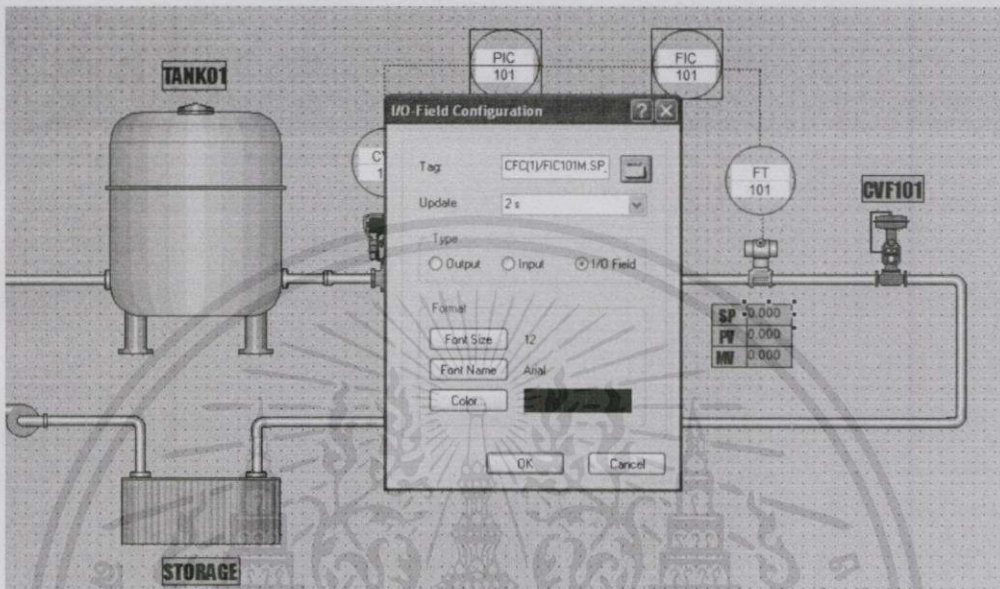 PIC
101
FIC
101
TANK01
I/O-Field Configuration
Tag:
CFC(1)/FIC101M.SP_
FT
101
CVF101
Update
2 s
Type
Output
Input
I/O Field
Format
SP 0.000
PV 0.000
MV 0.000
Font Size
12
Font Name
Arial
Color...
OK
Cancel
STORAGE